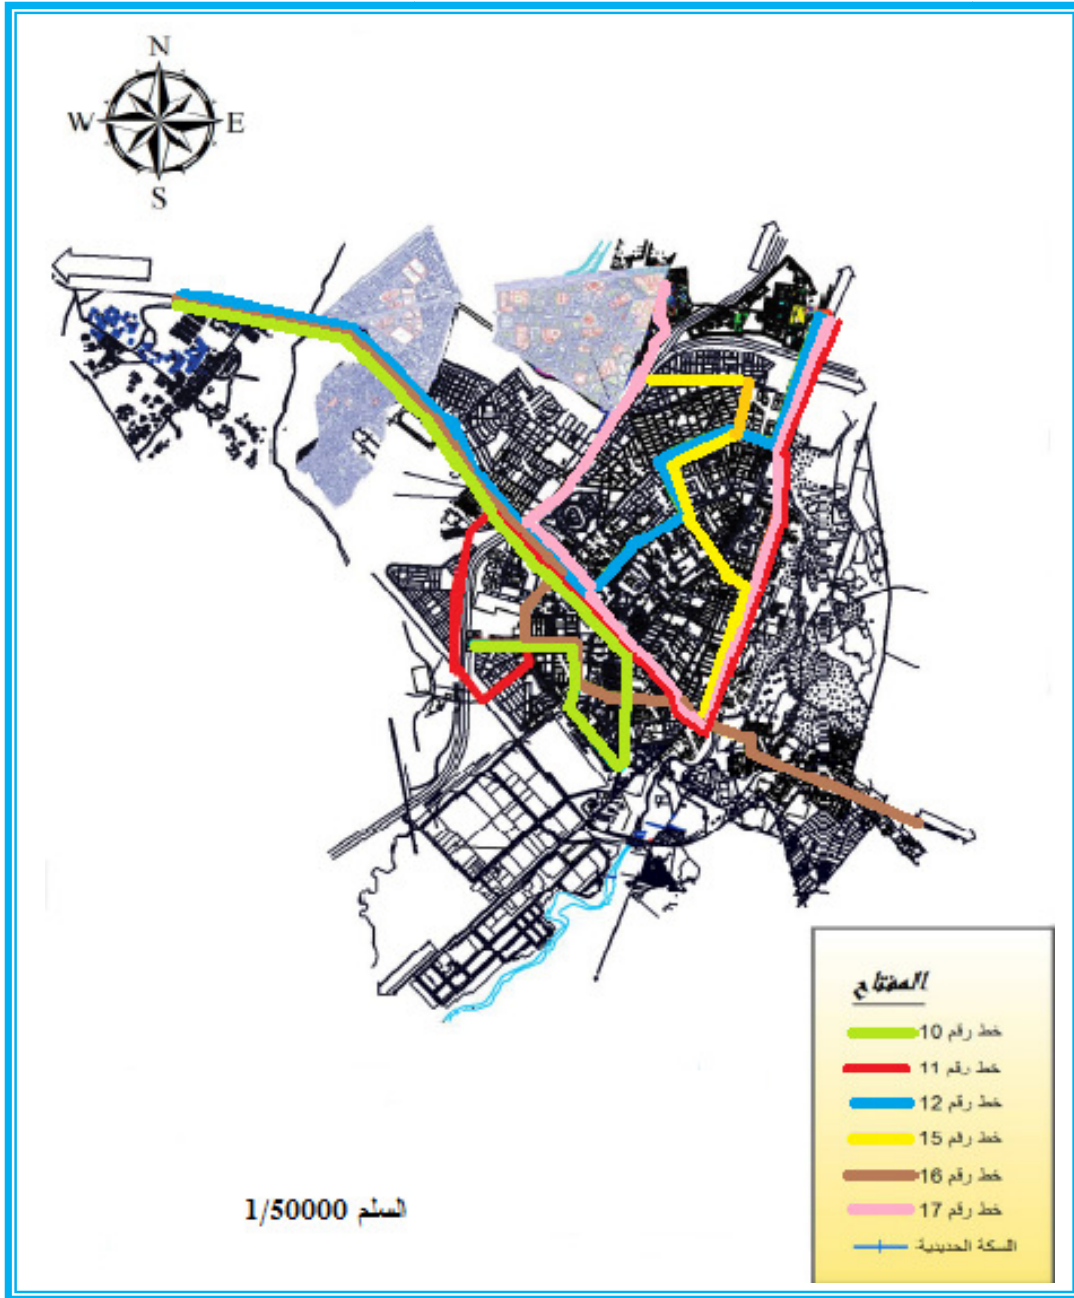 N
W E
S
المفتاح
خط رقم 10
خط رقم 11
خط رقم 12
خط رقم 15
خط رقم 16
خط رقم 17
السكة الحديدية
السلم 1/50000